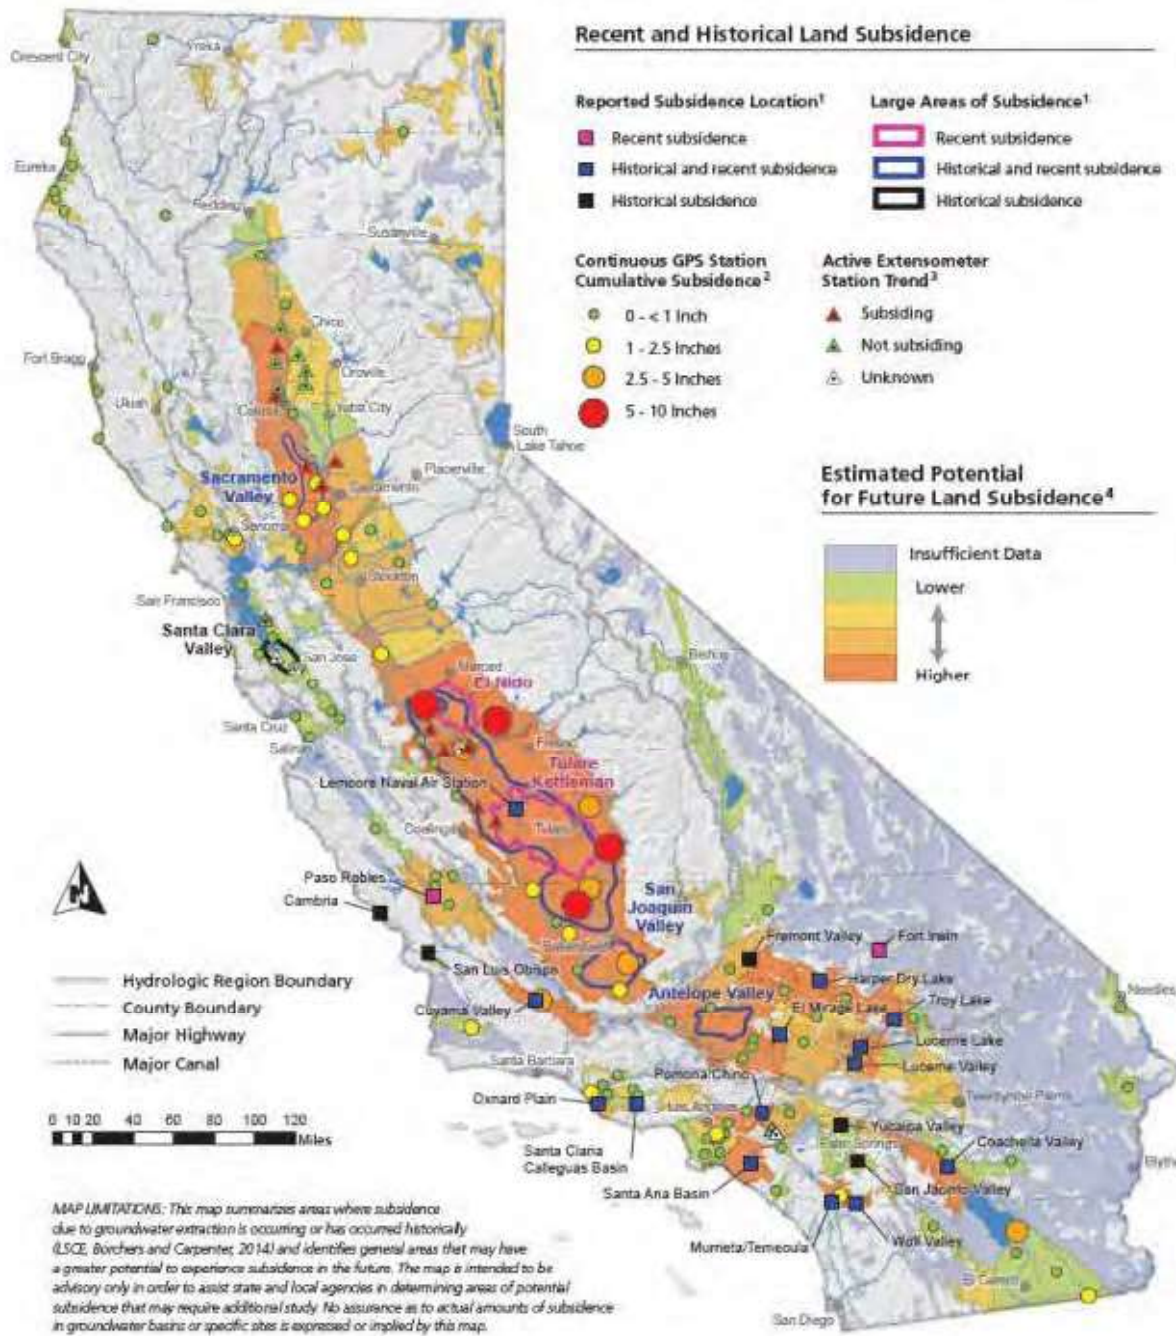 Recent and Historical Land Subsidence
Reported Subsidence Location¹
Recent subsidence
Historical and recent subsidence
Historical subsidence
Large Areas of Subsidence¹
Recent subsidence
Historical and recent subsidence
Historical subsidence
Continuous GPS Station
Cumulative Subsidence²
0 - < 1 Inch
1 - 2.5 Inches
2.5 - 5 Inches
5 - 10 Inches
Active Extensometer
Station Trend³
Subsiding
Not subsiding
Unknown
Estimated Potential
for Future Land Subsidence⁴
Insufficient Data
Lower
Higher
Crescent City
Yreka
Eureka
Redding
Susanville
Chico
Fort Bragg
Oroville
Ukiah
Colusa
Yuba City
South
Lake Tahoe
Placerville
Sacramento
Valley
Sacramento
Sonoma
Stockton
San Francisco
Santa Clara
Valley
San Jose
Bishop
Merced
El Nido
Santa Cruz
Salinas
Fresno
Tulare
Kettleman
Lemoore Naval Air Station
Coalinga
Tulare
Paso Robles
Cambria
San
Joaquin
Valley
Bakersfield
Fremont Valley
Fort Irwin
San Luis Obispo
Harper Dry Lake
Needles
Antelope Valley
Troy Lake
Cuyama Valley
El Mirage Lake
Lucerne Lake
Santa Barbara
Lucerne Valley
Pomona/Chino
Twentynine Palms
Oxnard Plain
Los Angeles
Yucaipa Valley
Palm Springs
Coachella Valley
Santa Clara
Calleguas Basin
Blythe
Santa Ana Basin
San Jacinto Valley
Murrieta/Temecula
Wolf Valley
El Centro
San Diego
N
Hydrologic Region Boundary
County Boundary
Major Highway
Major Canal
0 10 20 40 60 80 100 120
Miles
MAP LIMITATIONS: This map summarizes areas where subsidence
due to groundwater extraction is occurring or has occurred historically
(LSCE, Borchers and Carpenter, 2014) and identifies general areas that may have
a greater potential to experience subsidence in the future. The map is intended to be
advisory only in order to assist state and local agencies in determining areas of potential
subsidence that may require additional study. No assurance as to actual amounts of subsidence
in groundwater basins or specific sites is expressed or implied by this map.